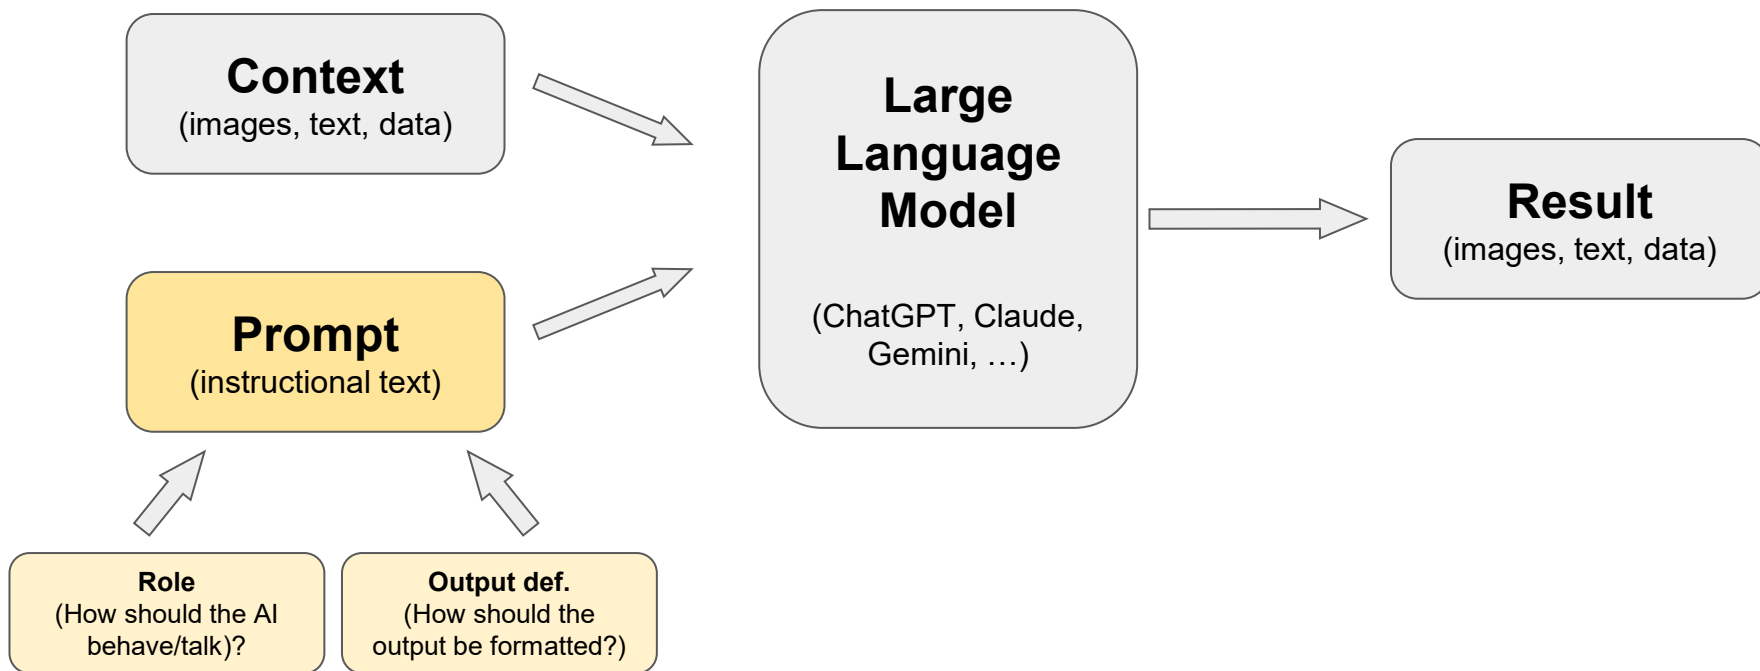 Context
(images, text, data)
Prompt
(instructional text)
Role
(How should the AI
behave/talk)?
Output def.
(How should the
output be formatted?)
Large
Language
Model
(ChatGPT, Claude,
Gemini, …)
Result
(images, text, data)